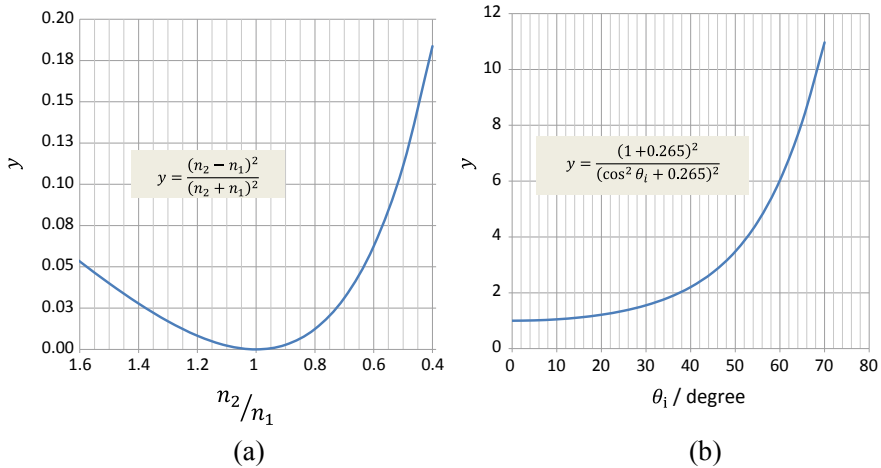 0.20
0.18
0.15
0.13
0.10
0.08
0.05
0.03
0.00
y
y = (n₂ − n₁)² / (n₂ + n₁)²
1.6 1.4 1.2 1 0.8 0.6 0.4
n₂/n₁
(a)
12
10
8
6
4
2
0
y
y = (1 +0.265)² / (cos² θᵢ + 0.265)²
0 10 20 30 40 50 60 70 80
θᵢ / degree
(b)